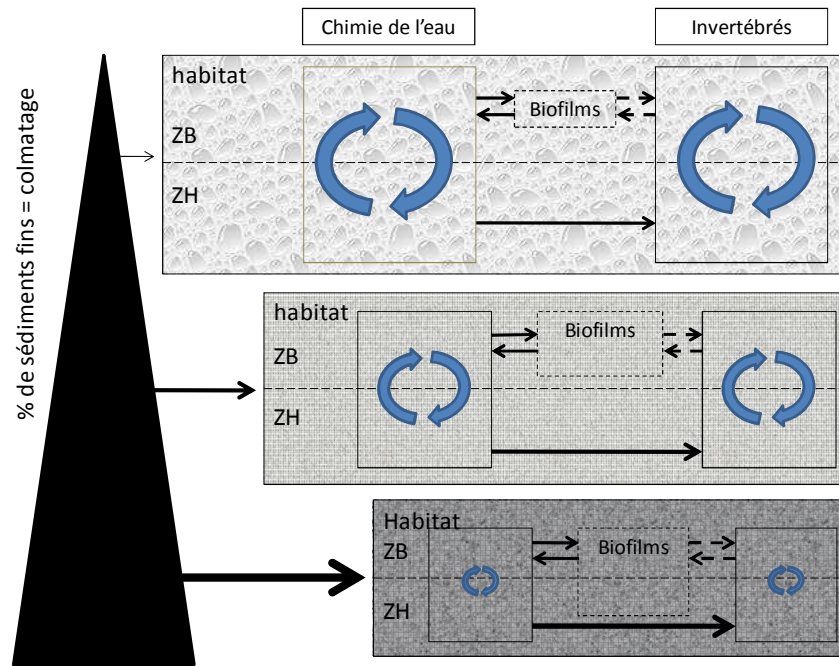 Chimie de l'eau
Invertébrés
% de sédiments fins = colmatage
habitat
Biofilms
ZB
ZH
habitat
Biofilms
ZB
ZH
Habitat
ZB
Biofilms
ZH